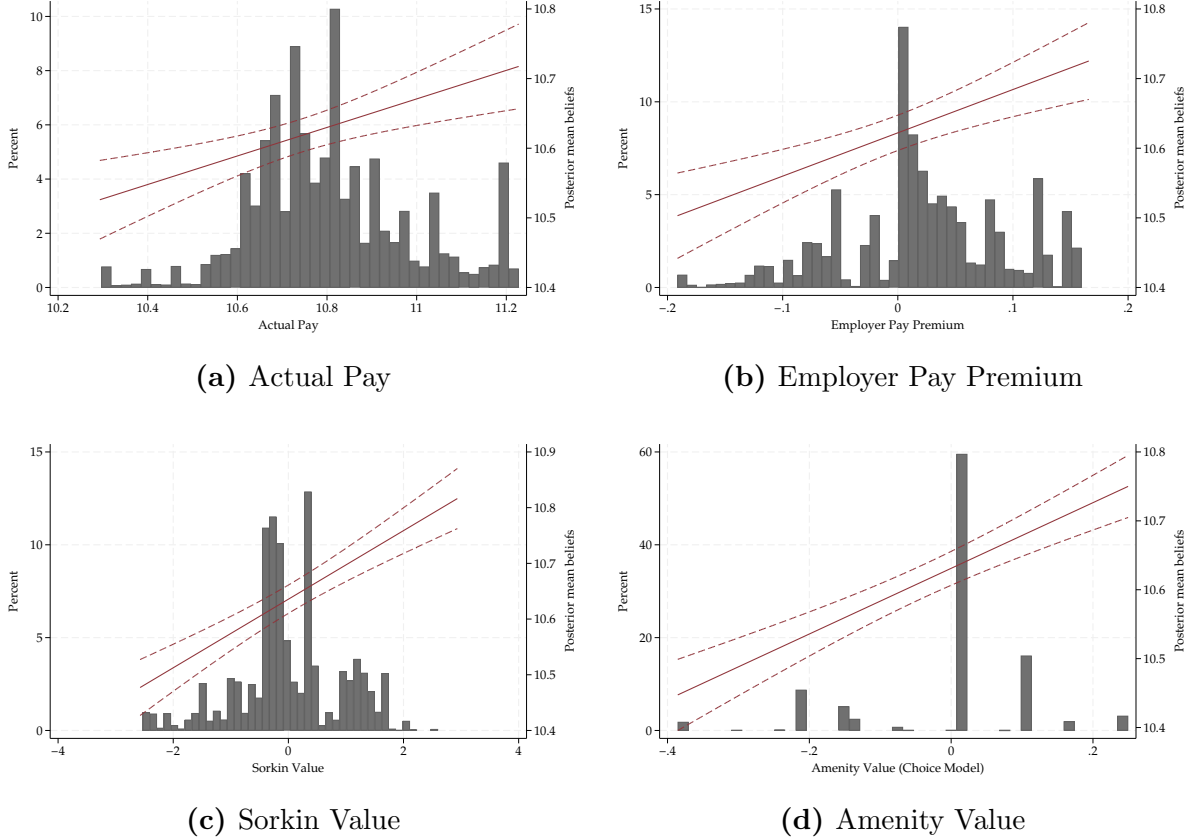 10
8
6
4
2
0
Percent
10.8
10.7
10.6
10.5
10.4
Posterior mean beliefs
10.2 10.4 10.6 10.8 11 11.2
Actual Pay
(a) Actual Pay
15
10
5
0
Percent
10.8
10.7
10.6
10.5
10.4
Posterior mean beliefs
-.2 -.1 0 .1 .2
Employer Pay Premium
(b) Employer Pay Premium
15
10
5
0
Percent
10.9
10.8
10.7
10.6
10.5
10.4
Posterior mean beliefs
-4 -2 0 2 4
Sorkin Value
(c) Sorkin Value
60
40
20
0
Percent
10.8
10.7
10.6
10.5
10.4
Posterior mean beliefs
-.4 -.2 0 .2
Amenity Value (Choice Model)
(d) Amenity Value